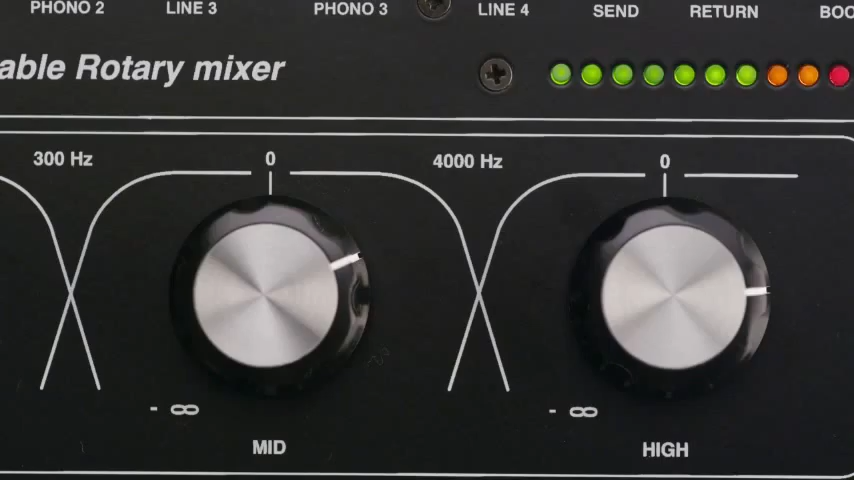 PHONO 2 LINE 3 PHONO 3 LINE 4 SEND RETURN BOO
able Rotary mixer
300 Hz 0 4000 Hz 0
- ∞ - ∞
MID HIGH